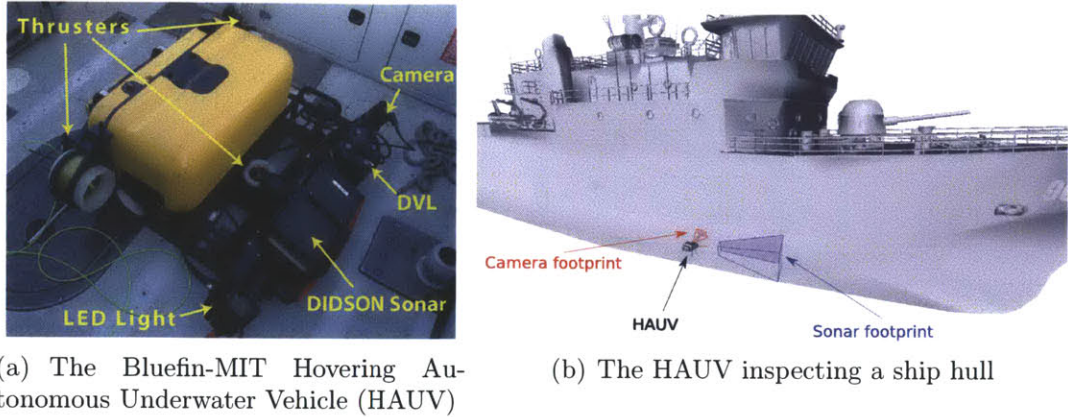 Thrusters
Camera
DVL
DIDSON Sonar
LED Light
Camera footprint
HAUV
Sonar footprint
(a) The Bluefin-MIT Hovering Au-
tonomous Underwater Vehicle (HAUV)
(b) The HAUV inspecting a ship hull